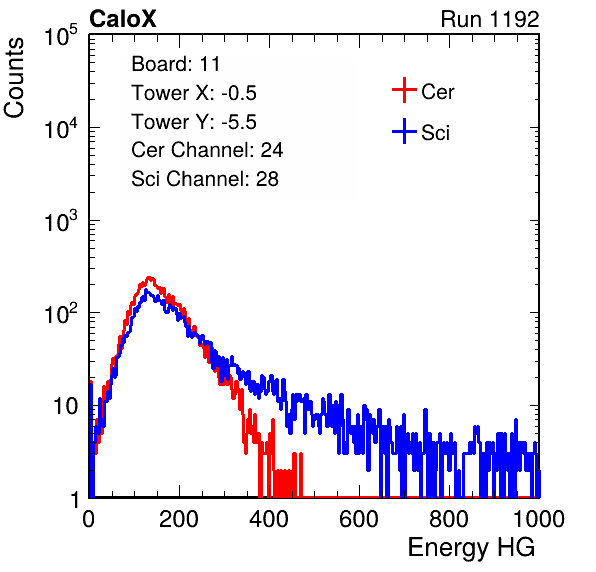 CaloX Run 1192
Counts
10^5
10^4
10^3
10^2
10
1
Board: 11
Tower X: -0.5
Tower Y: -5.5
Cer Channel: 24
Sci Channel: 28
Cer
Sci
0 200 400 600 800 1000
Energy HG